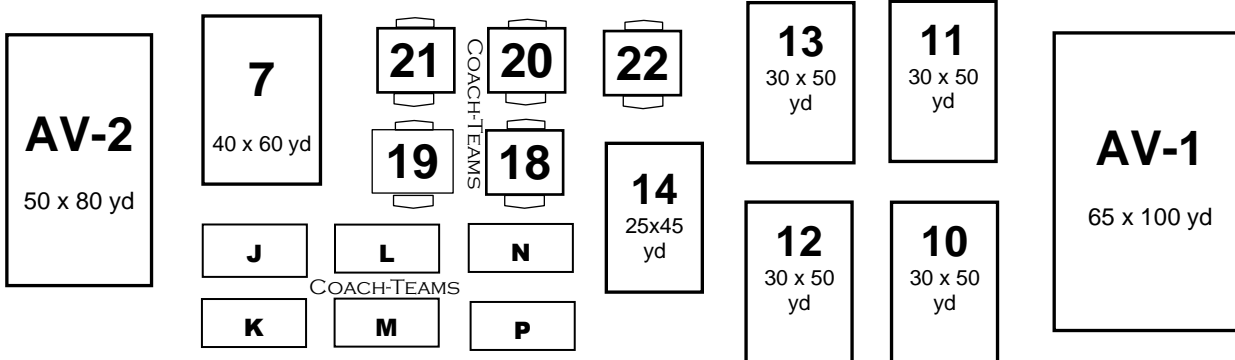 AV-2
50 x 80 yd
7
40 x 60 yd
21
COACH-TEAMS
20
22
19
18
J
L
N
COACH-TEAMS
K
M
P
14
25x45
yd
13
30 x 50
yd
11
30 x 50
yd
12
30 x 50
yd
10
30 x 50
yd
AV-1
65 x 100 yd